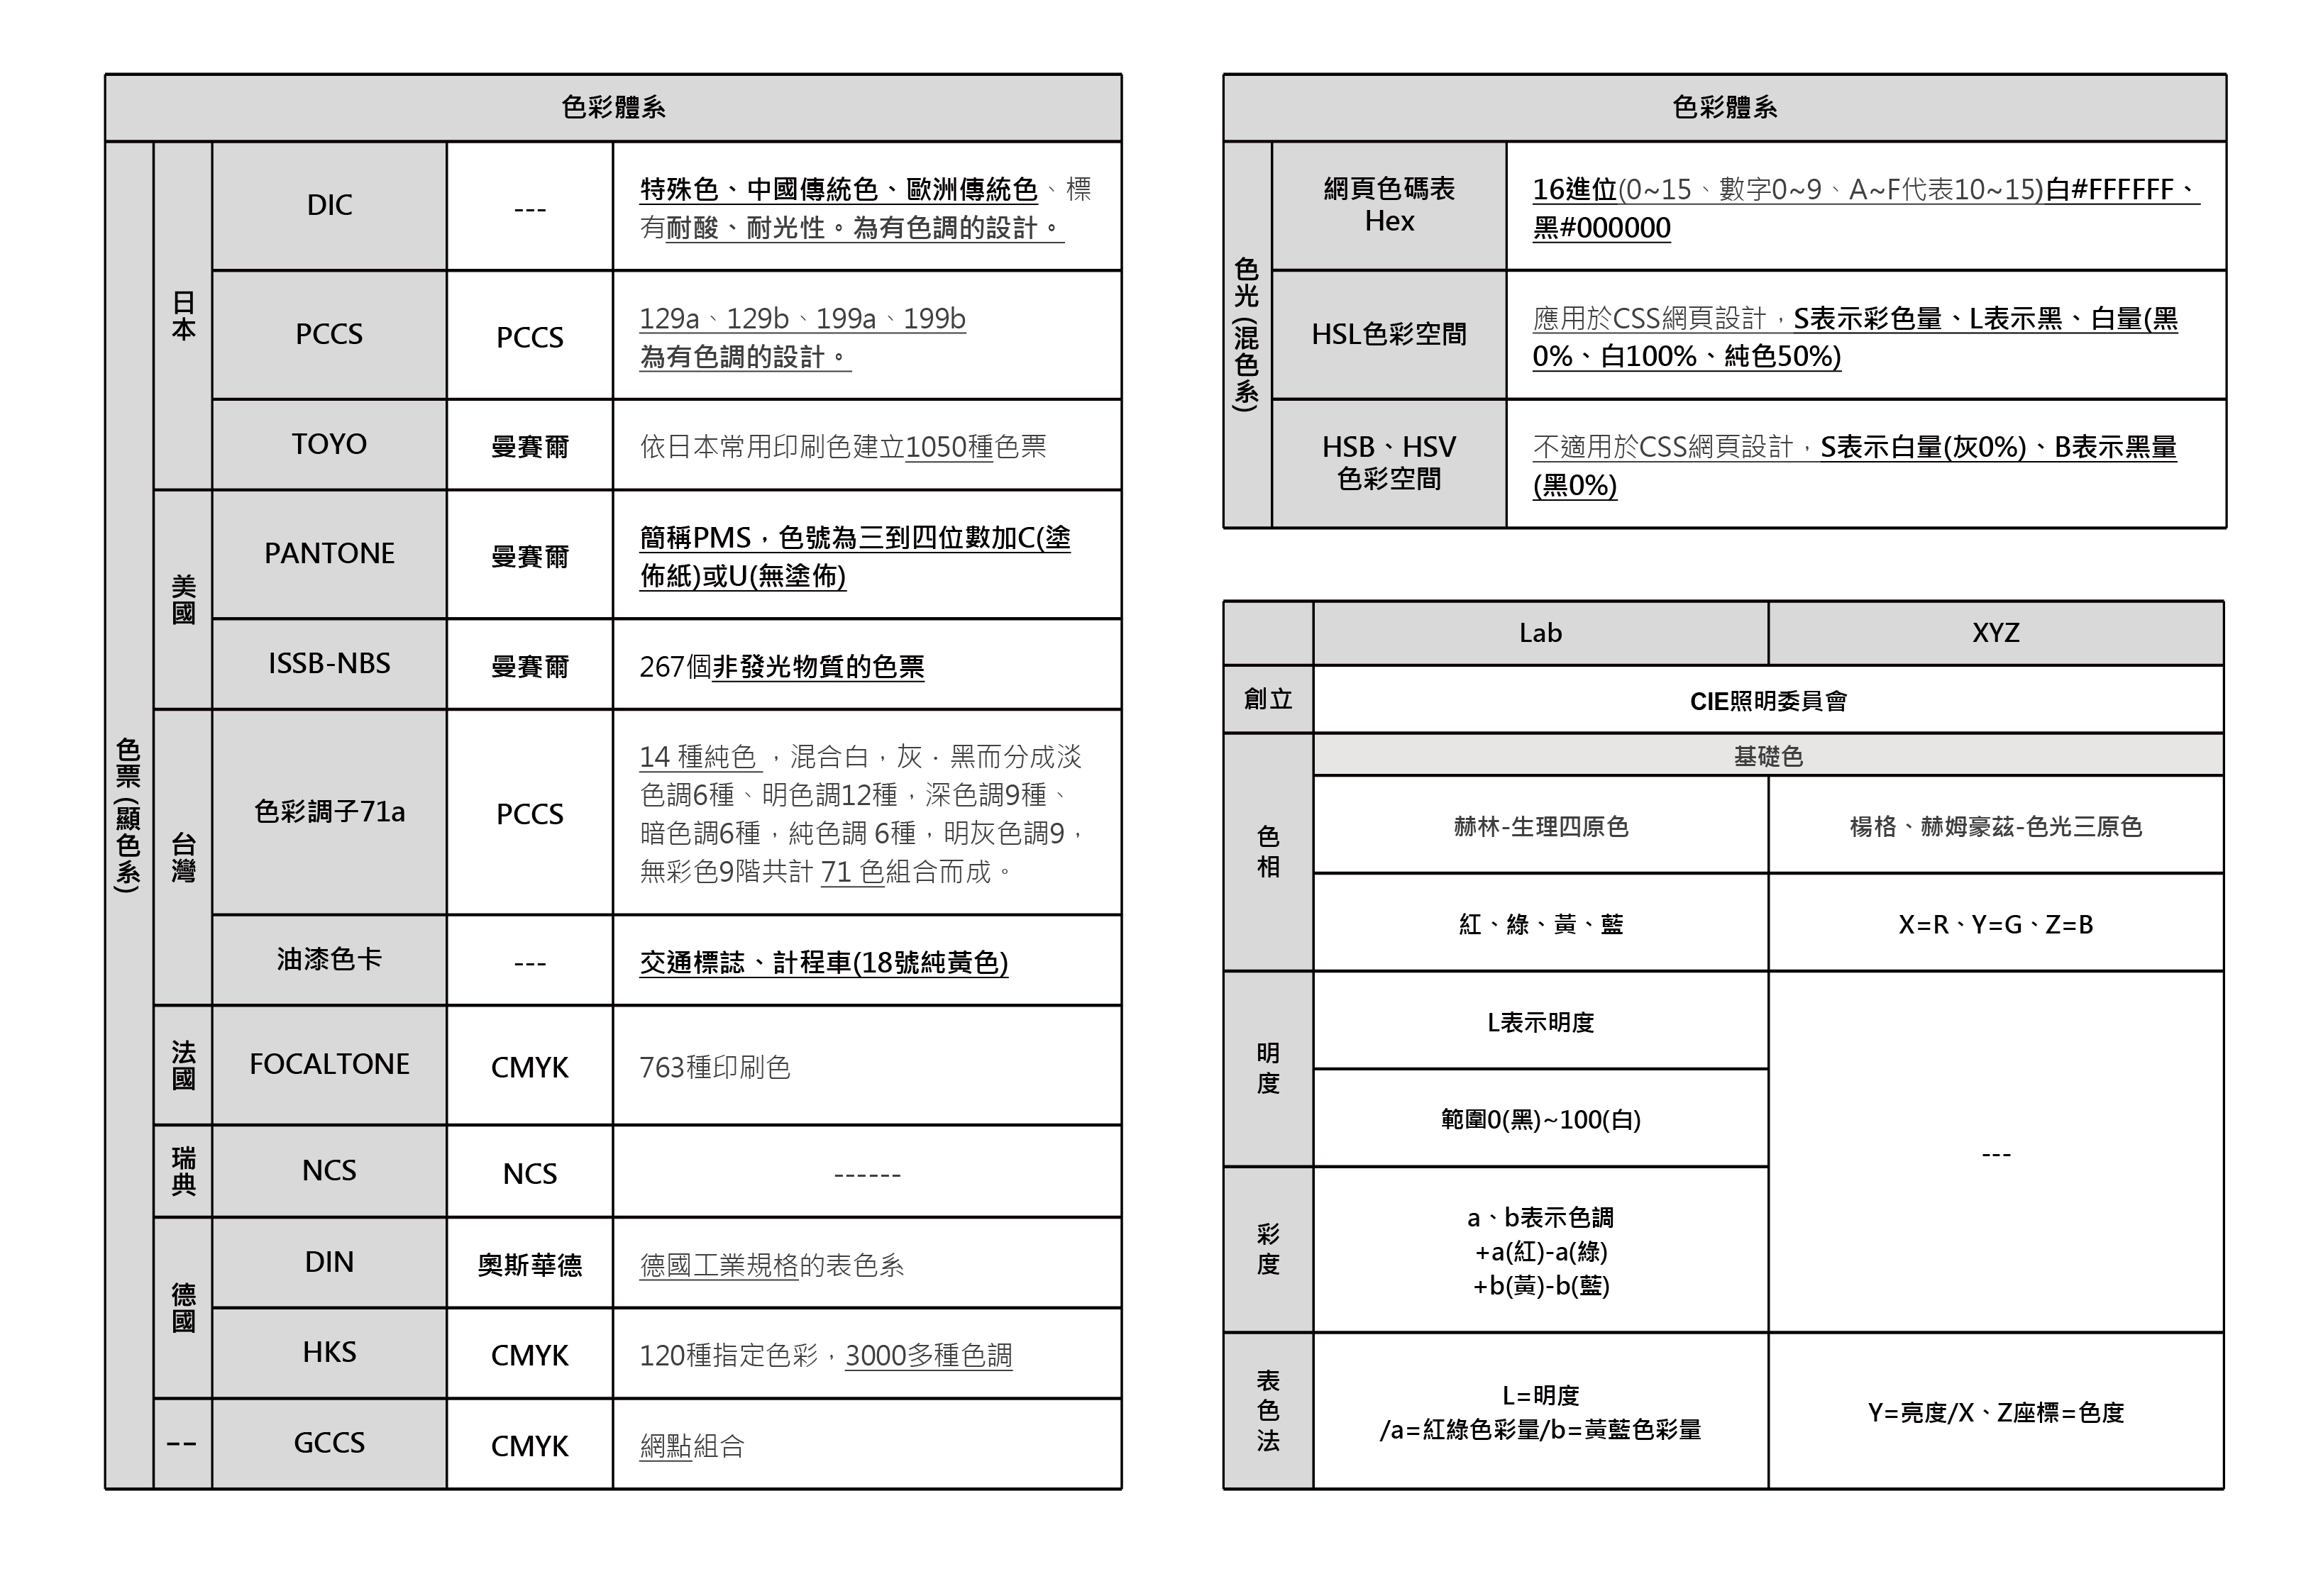 色彩體系
色票(顯色系)
日本
DIC
---
特殊色、中國傳統色、歐洲傳統色、標
有耐酸、耐光性。為有色調的設計。
PCCS
PCCS
129a、129b、199a、199b
為有色調的設計。
TOYO
曼賽爾
依日本常用印刷色建立1050種色票
美國
PANTONE
曼賽爾
簡稱PMS，色號為三到四位數加C(塗
佈紙)或U(無塗佈)
ISSB-NBS
曼賽爾
267個非發光物質的色票
台灣
色彩調子71a
PCCS
14 種純色 ，混合白，灰．黑而分成淡
色調6種、明色調12種，深色調9種、
暗色調6種，純色調 6種，明灰色調9，
無彩色9階共計 71 色組合而成。
油漆色卡
---
交通標誌、計程車(18號純黃色)
法國
FOCALTONE
CMYK
763種印刷色
瑞典
NCS
NCS
------
德國
DIN
奧斯華德
德國工業規格的表色系
HKS
CMYK
120種指定色彩，3000多種色調
--
GCCS
CMYK
網點組合
色彩體系
色光(混色系)
網頁色碼表
Hex
16進位(0~15、數字0~9、A~F代表10~15)白#FFFFFF、
黑#000000
HSL色彩空間
應用於CSS網頁設計，S表示彩色量、L表示黑、白量(黑
0%、白100%、純色50%)
HSB、HSV
色彩空間
不適用於CSS網頁設計，S表示白量(灰0%)、B表示黑量
(黑0%)
Lab
XYZ
創立
CIE照明委員會
色相
基礎色
赫林-生理四原色
楊格、赫姆豪茲-色光三原色
紅、綠、黃、藍
X=R、Y=G、Z=B
明度
L表示明度
範圍0(黑)~100(白)
---
彩度
a、b表示色調
+a(紅)-a(綠)
+b(黃)-b(藍)
表色法
L=明度
/a=紅綠色彩量/b=黃藍色彩量
Y=亮度/X、Z座標=色度